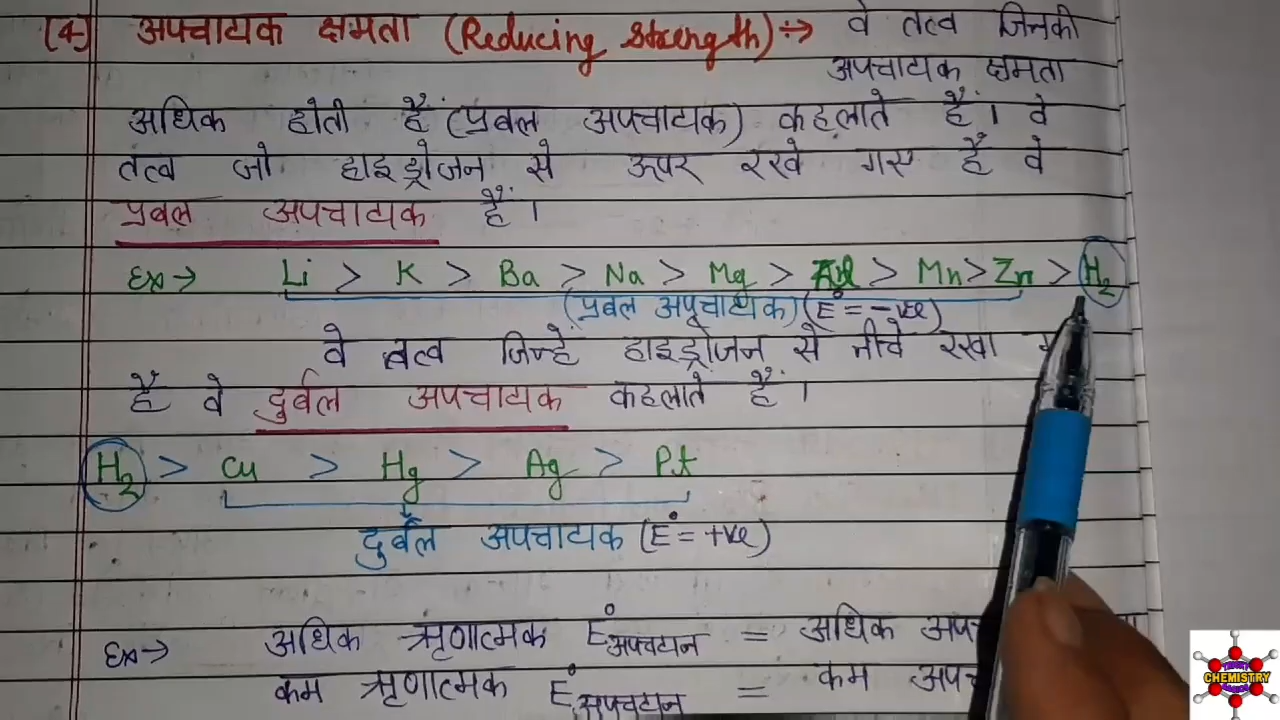 (4) अपचायक क्षमता (Reducing Strength) ÷→ वे तत्व जिनकी
अपचायक क्षमता
अधिक होती है (प्रबल अपचायक) कहलाते हैं। वे
तत्व जो हाइड्रोजन से ऊपर रखे गए हैं वे
प्रबल अपचायक हैं।
Ex→ Li > K > Ba > Na > Mg > > Mn > Zn > H₂
(प्रबल अपचायक) (E° = -ve)
वे तत्व जिन्हें हाइड्रोजन से नीचे रखा
है वे दुर्बल अपचायक कहलाते हैं।
H₂ > Cu > Hg > Ag > Pt
दुर्बल अपचायक (E° = +ve)
Ex→ अधिक ऋणात्मक E°अपचयन = अधिक
कम ऋणात्मक E°अपचयन = कम
CHEMISTRY